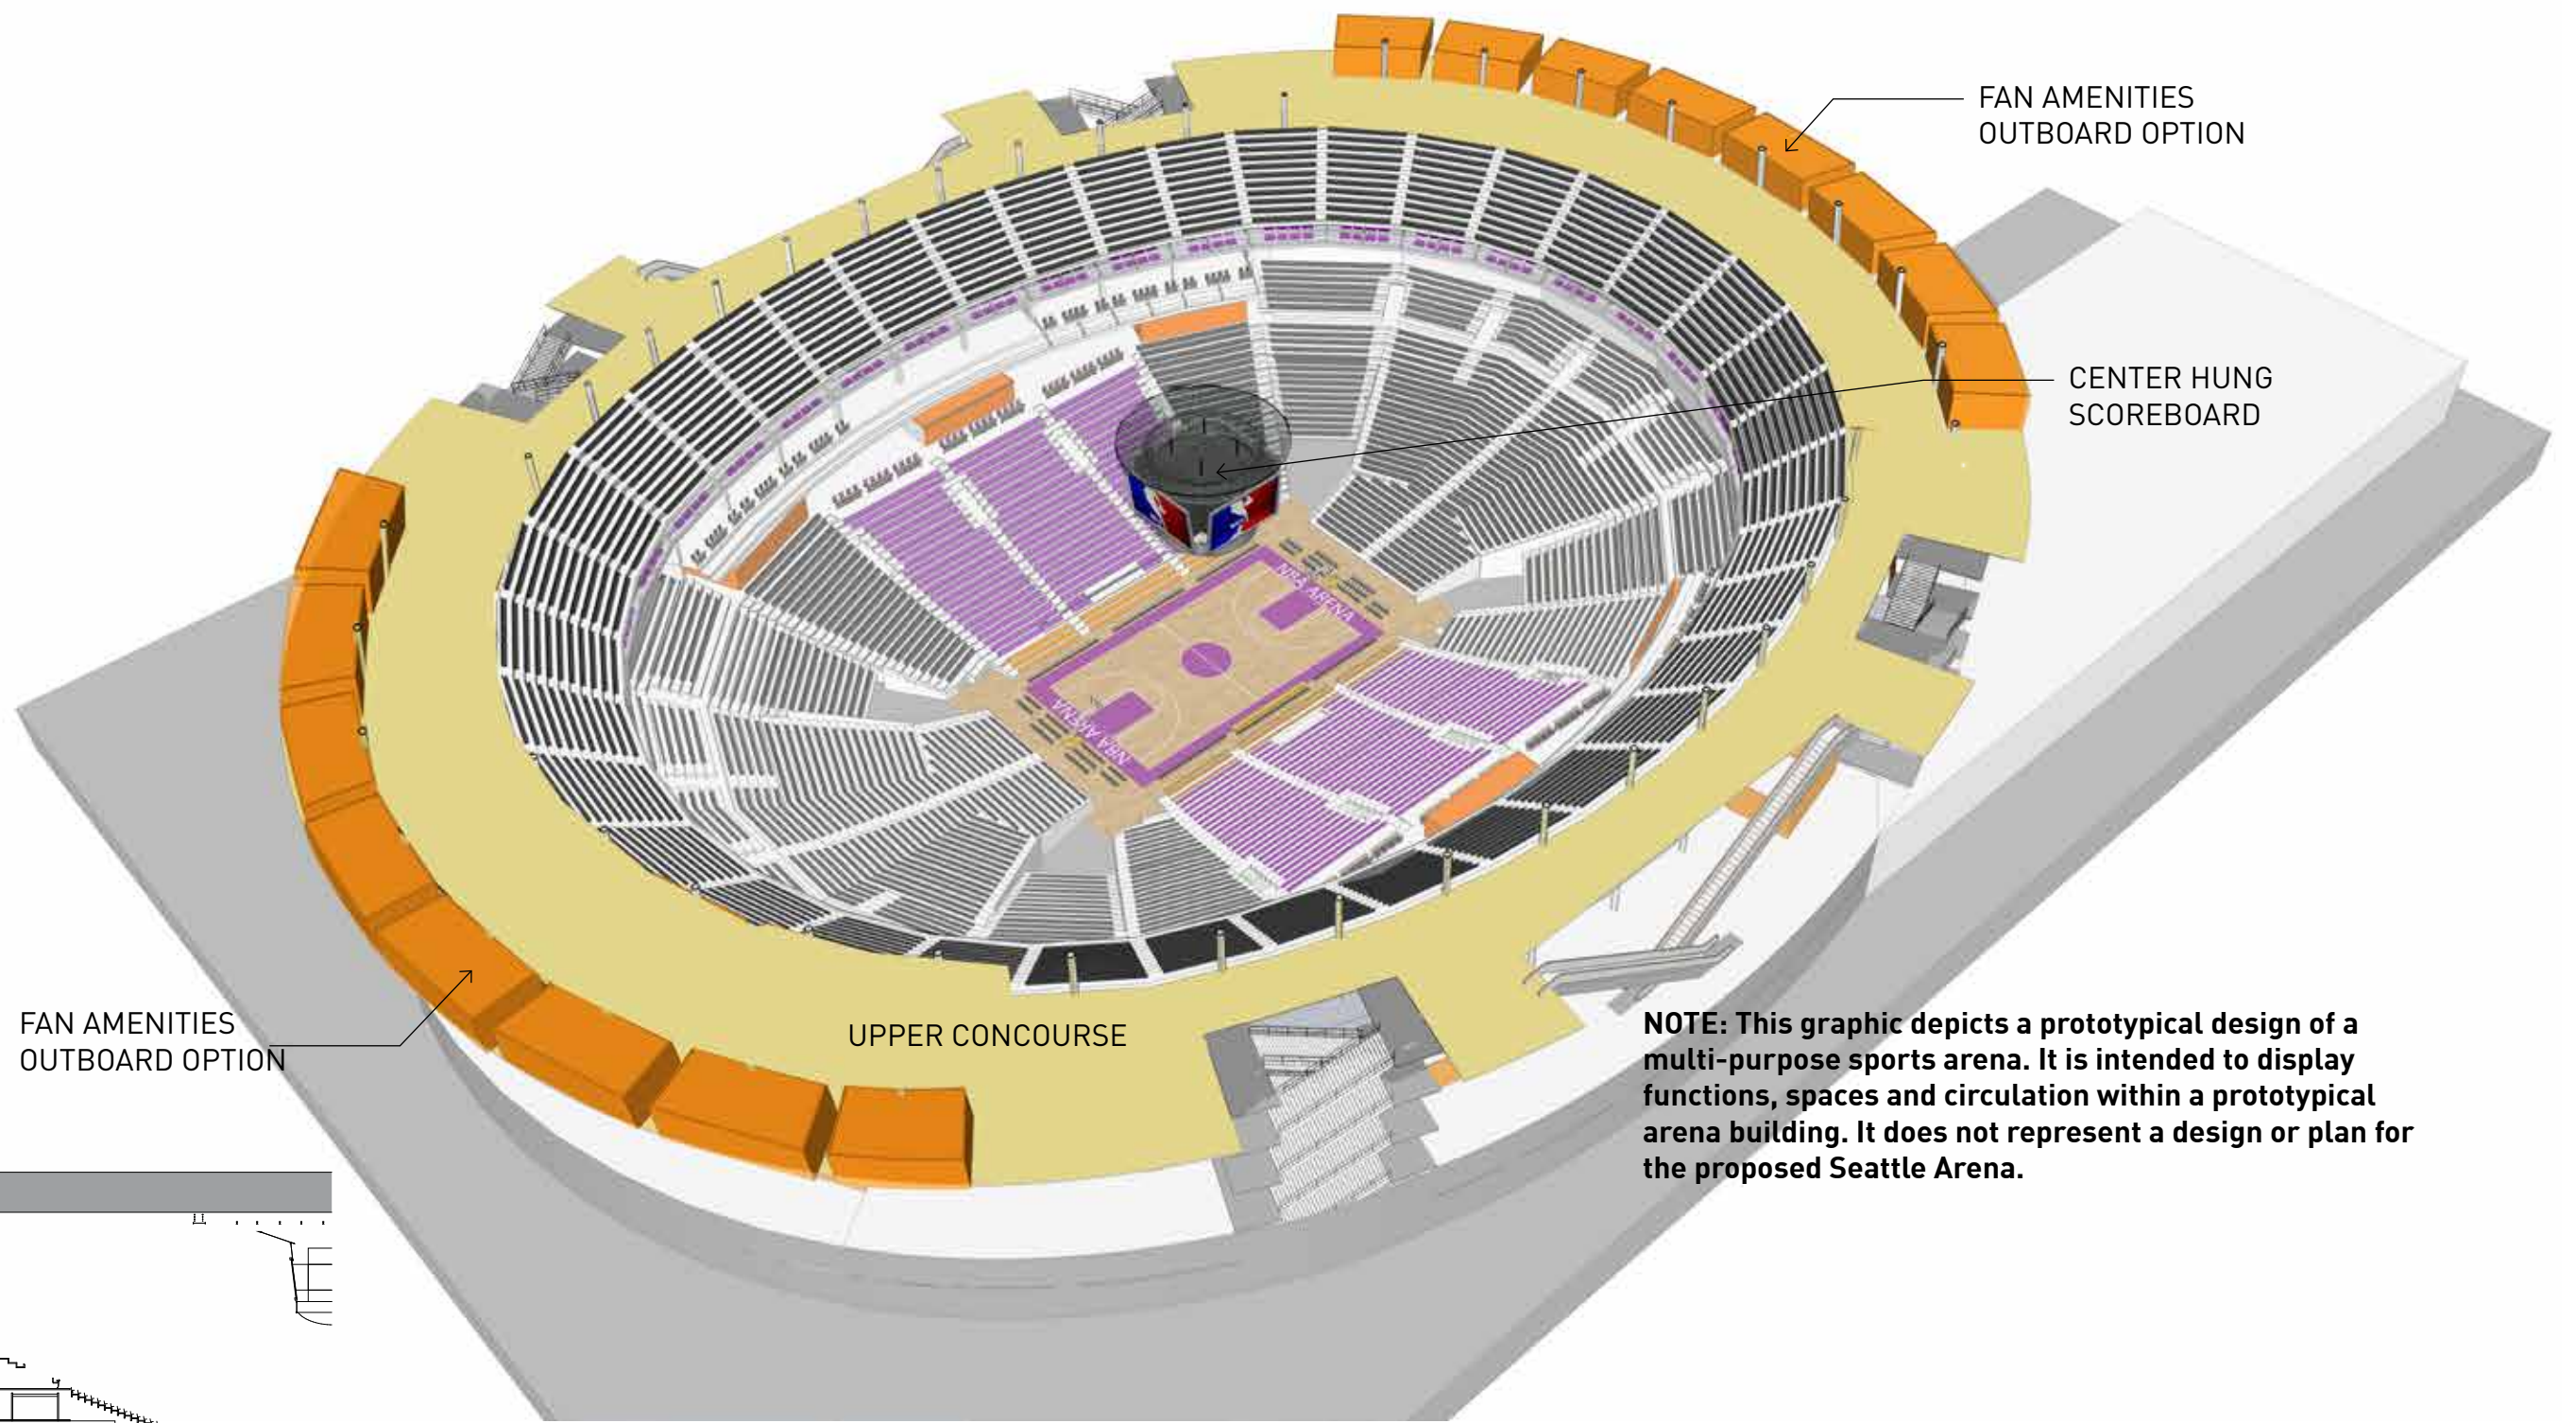 FAN AMENITIES
OUTBOARD OPTION
CENTER HUNG
SCOREBOARD
NBA ARENA
NBA ARENA
FAN AMENITIES
OUTBOARD OPTION
UPPER CONCOURSE
NOTE: This graphic depicts a prototypical design of a
multi-purpose sports arena. It is intended to display
functions, spaces and circulation within a prototypical
arena building. It does not represent a design or plan for
the proposed Seattle Arena.